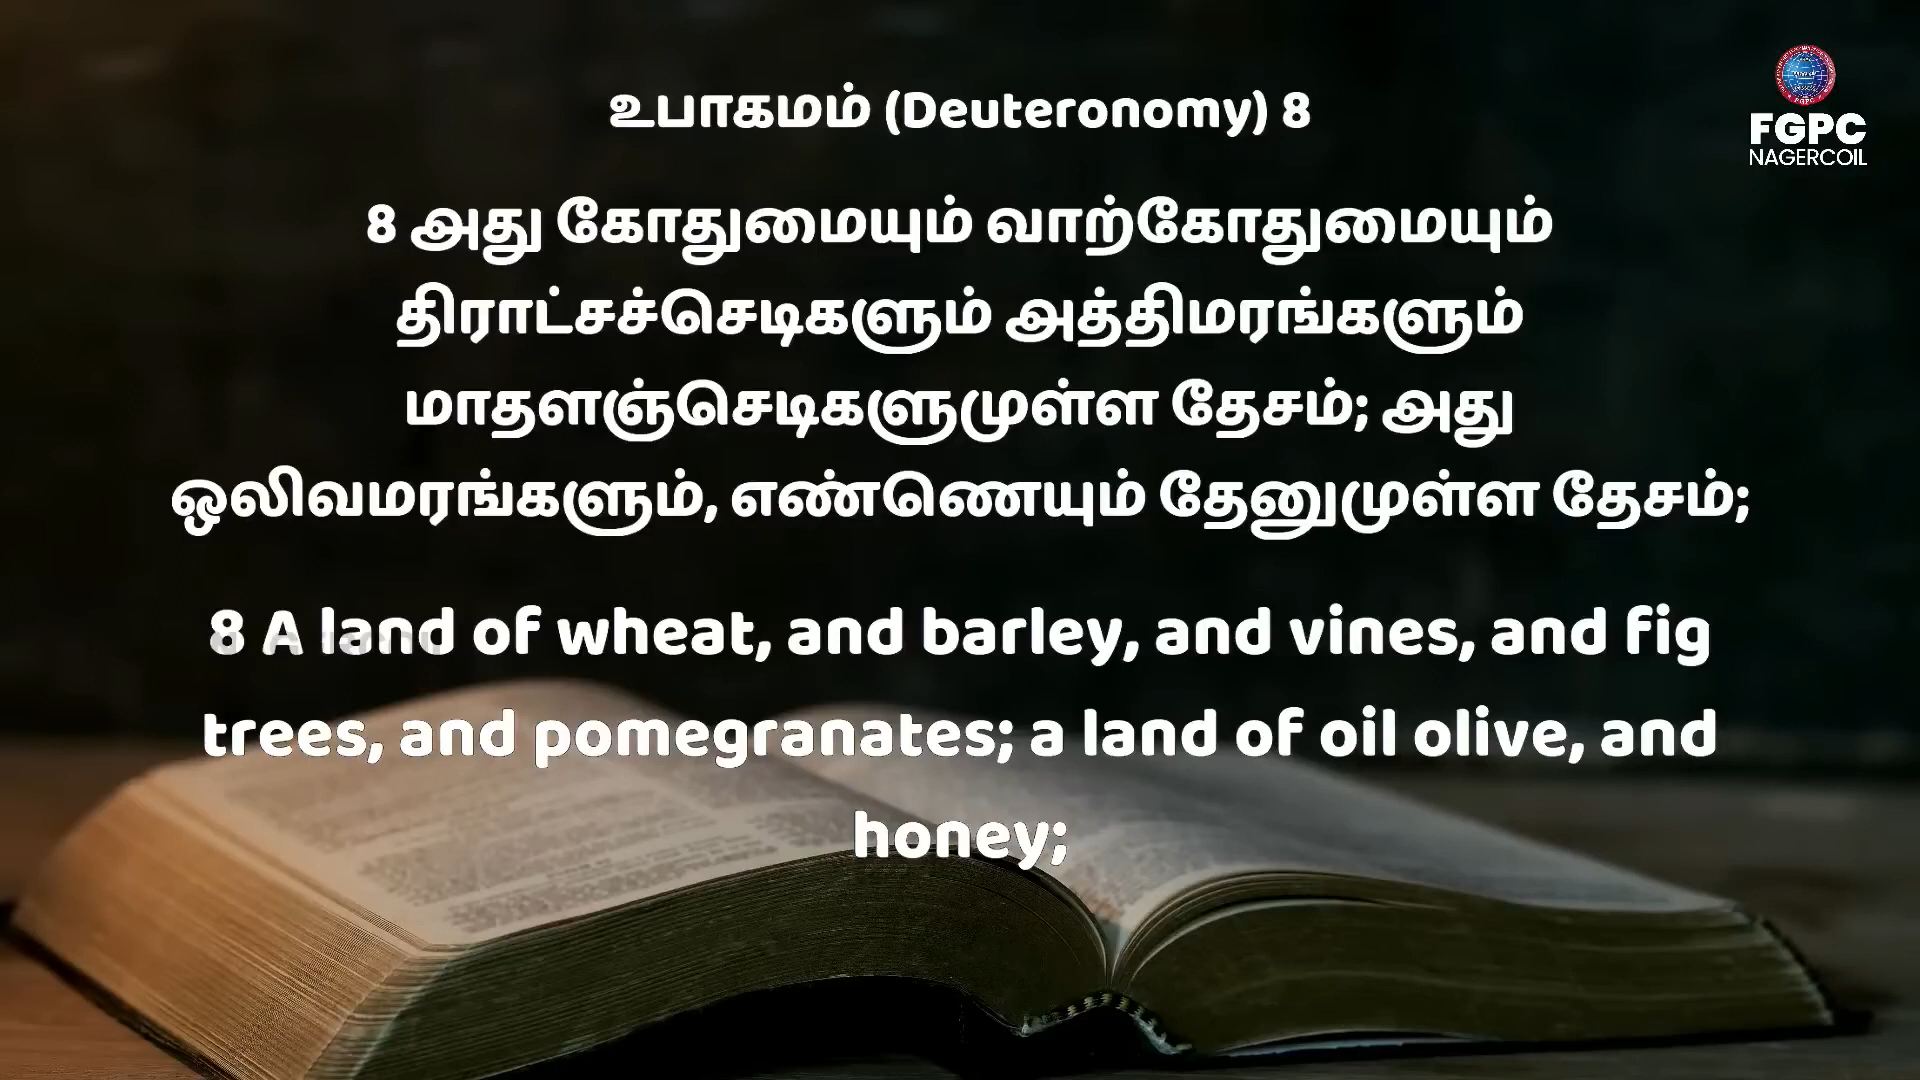 உபாகமம் (Deuteronomy) 8
FGPC
NAGERCOIL
8 அது கோதுமையும் வாற்கோதுமையும்
திராட்சச்செடிகளும் அத்திமரங்களும்
மாதளஞ்செடிகளுமுள்ள தேசம்; அது
ஒலிவமரங்களும், எண்ணெயும் தேனுமுள்ள தேசம்;
8 A land of wheat, and barley, and vines, and fig
trees, and pomegranates; a land of oil olive, and
honey;